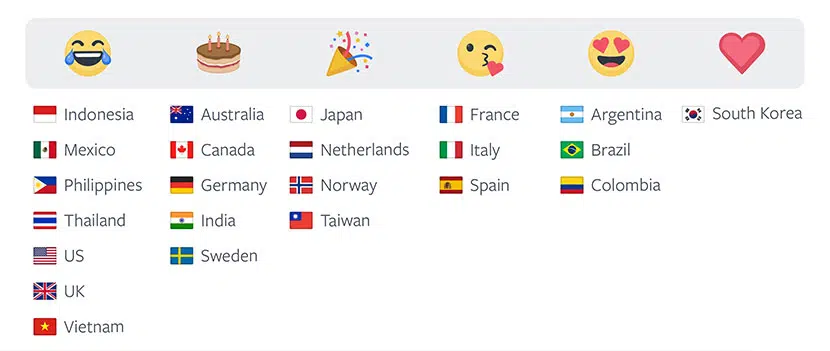 Indonesia Australia Japan France Argentina South Korea
Mexico Canada Netherlands Italy Brazil
Philippines Germany Norway Spain Colombia
Thailand India Taiwan
US Sweden
UK
Vietnam